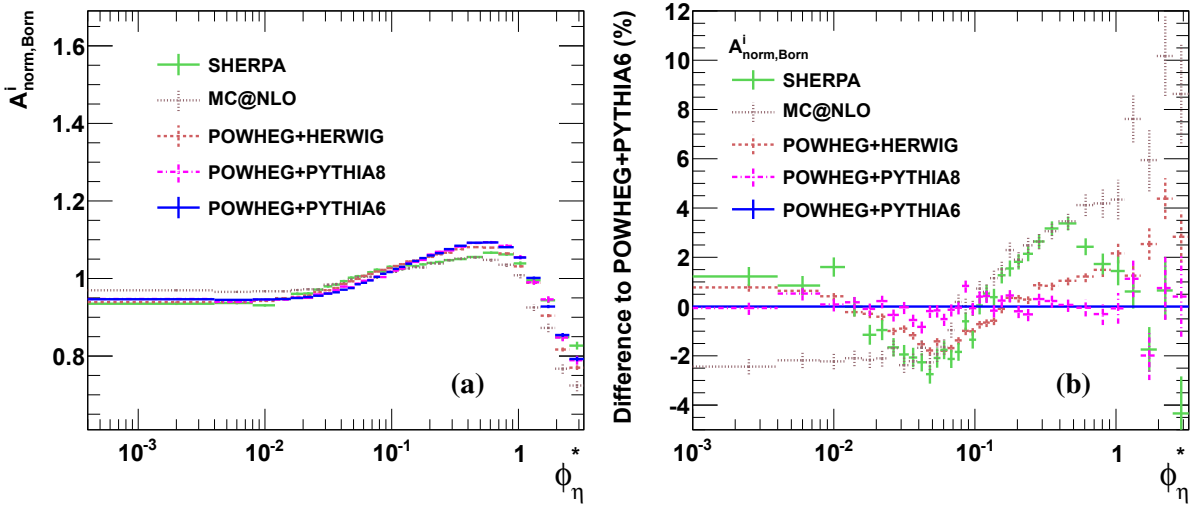 A^i_norm,Born
1.6
1.4
1.2
1
0.8
SHERPA
MC@NLO
POWHEG+HERWIG
POWHEG+PYTHIA8
POWHEG+PYTHIA6
(a)
10^-3
10^-2
10^-1
1
ϕ*_η
Difference to POWHEG+PYTHIA6 (%)
12
10
8
6
4
2
0
-2
-4
A^i_norm,Born
SHERPA
MC@NLO
POWHEG+HERWIG
POWHEG+PYTHIA8
POWHEG+PYTHIA6
(b)
10^-3
10^-2
10^-1
1
ϕ*_η